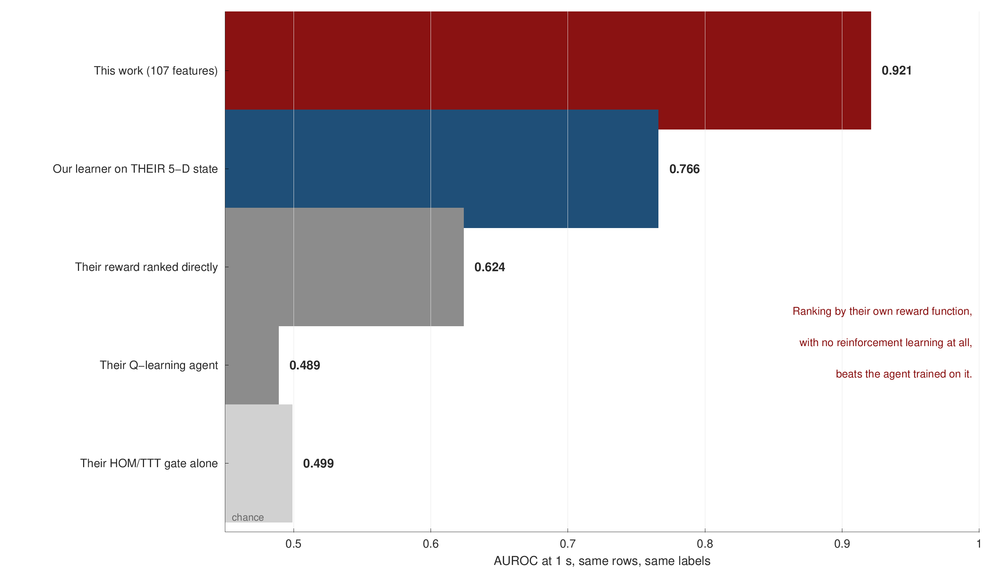 This work (107 features)
0.921
Our learner on THEIR 5–D state
0.766
Their reward ranked directly
0.624
Ranking by their own reward function,
with no reinforcement learning at all,
Their Q–learning agent
0.489
beats the agent trained on it.
Their HOM/TTT gate alone
0.499
chance
0.5
0.6
0.7
0.8
0.9
1
AUROC at 1 s, same rows, same labels